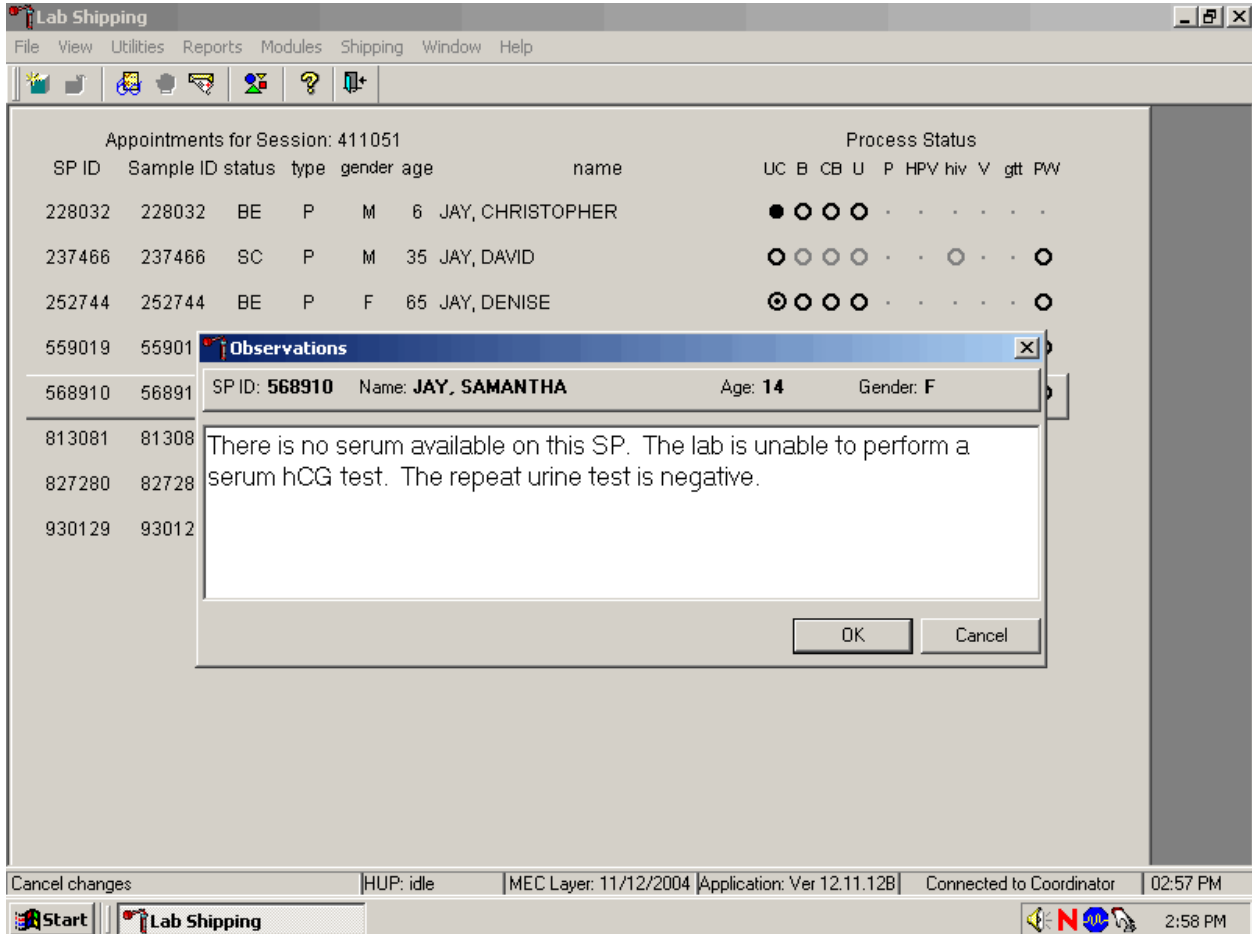 Lab Shipping
File View Utilities Reports Modules Shipping Window Help
Appointments for Session: 411051 Process Status
SP ID Sample ID status type gender age name UC B CB U P HPV hiv V gtt PW
228032 228032 BE P M 6 JAY, CHRISTOPHER
237466 237466 SC P M 35 JAY, DAVID
252744 252744 BE P F 65 JAY, DENISE
559019 55901
568910 56891
813081 81308
827280 82728
930129 93012
Observations
SP ID: 568910 Name: JAY, SAMANTHA Age: 14 Gender: F
There is no serum available on this SP. The lab is unable to perform a
serum hCG test. The repeat urine test is negative.
OK Cancel
Cancel changes HUP: idle MEC Layer: 11/12/2004 Application: Ver 12.11.12B Connected to Coordinator 02:57 PM
Start Lab Shipping N 2:58 PM